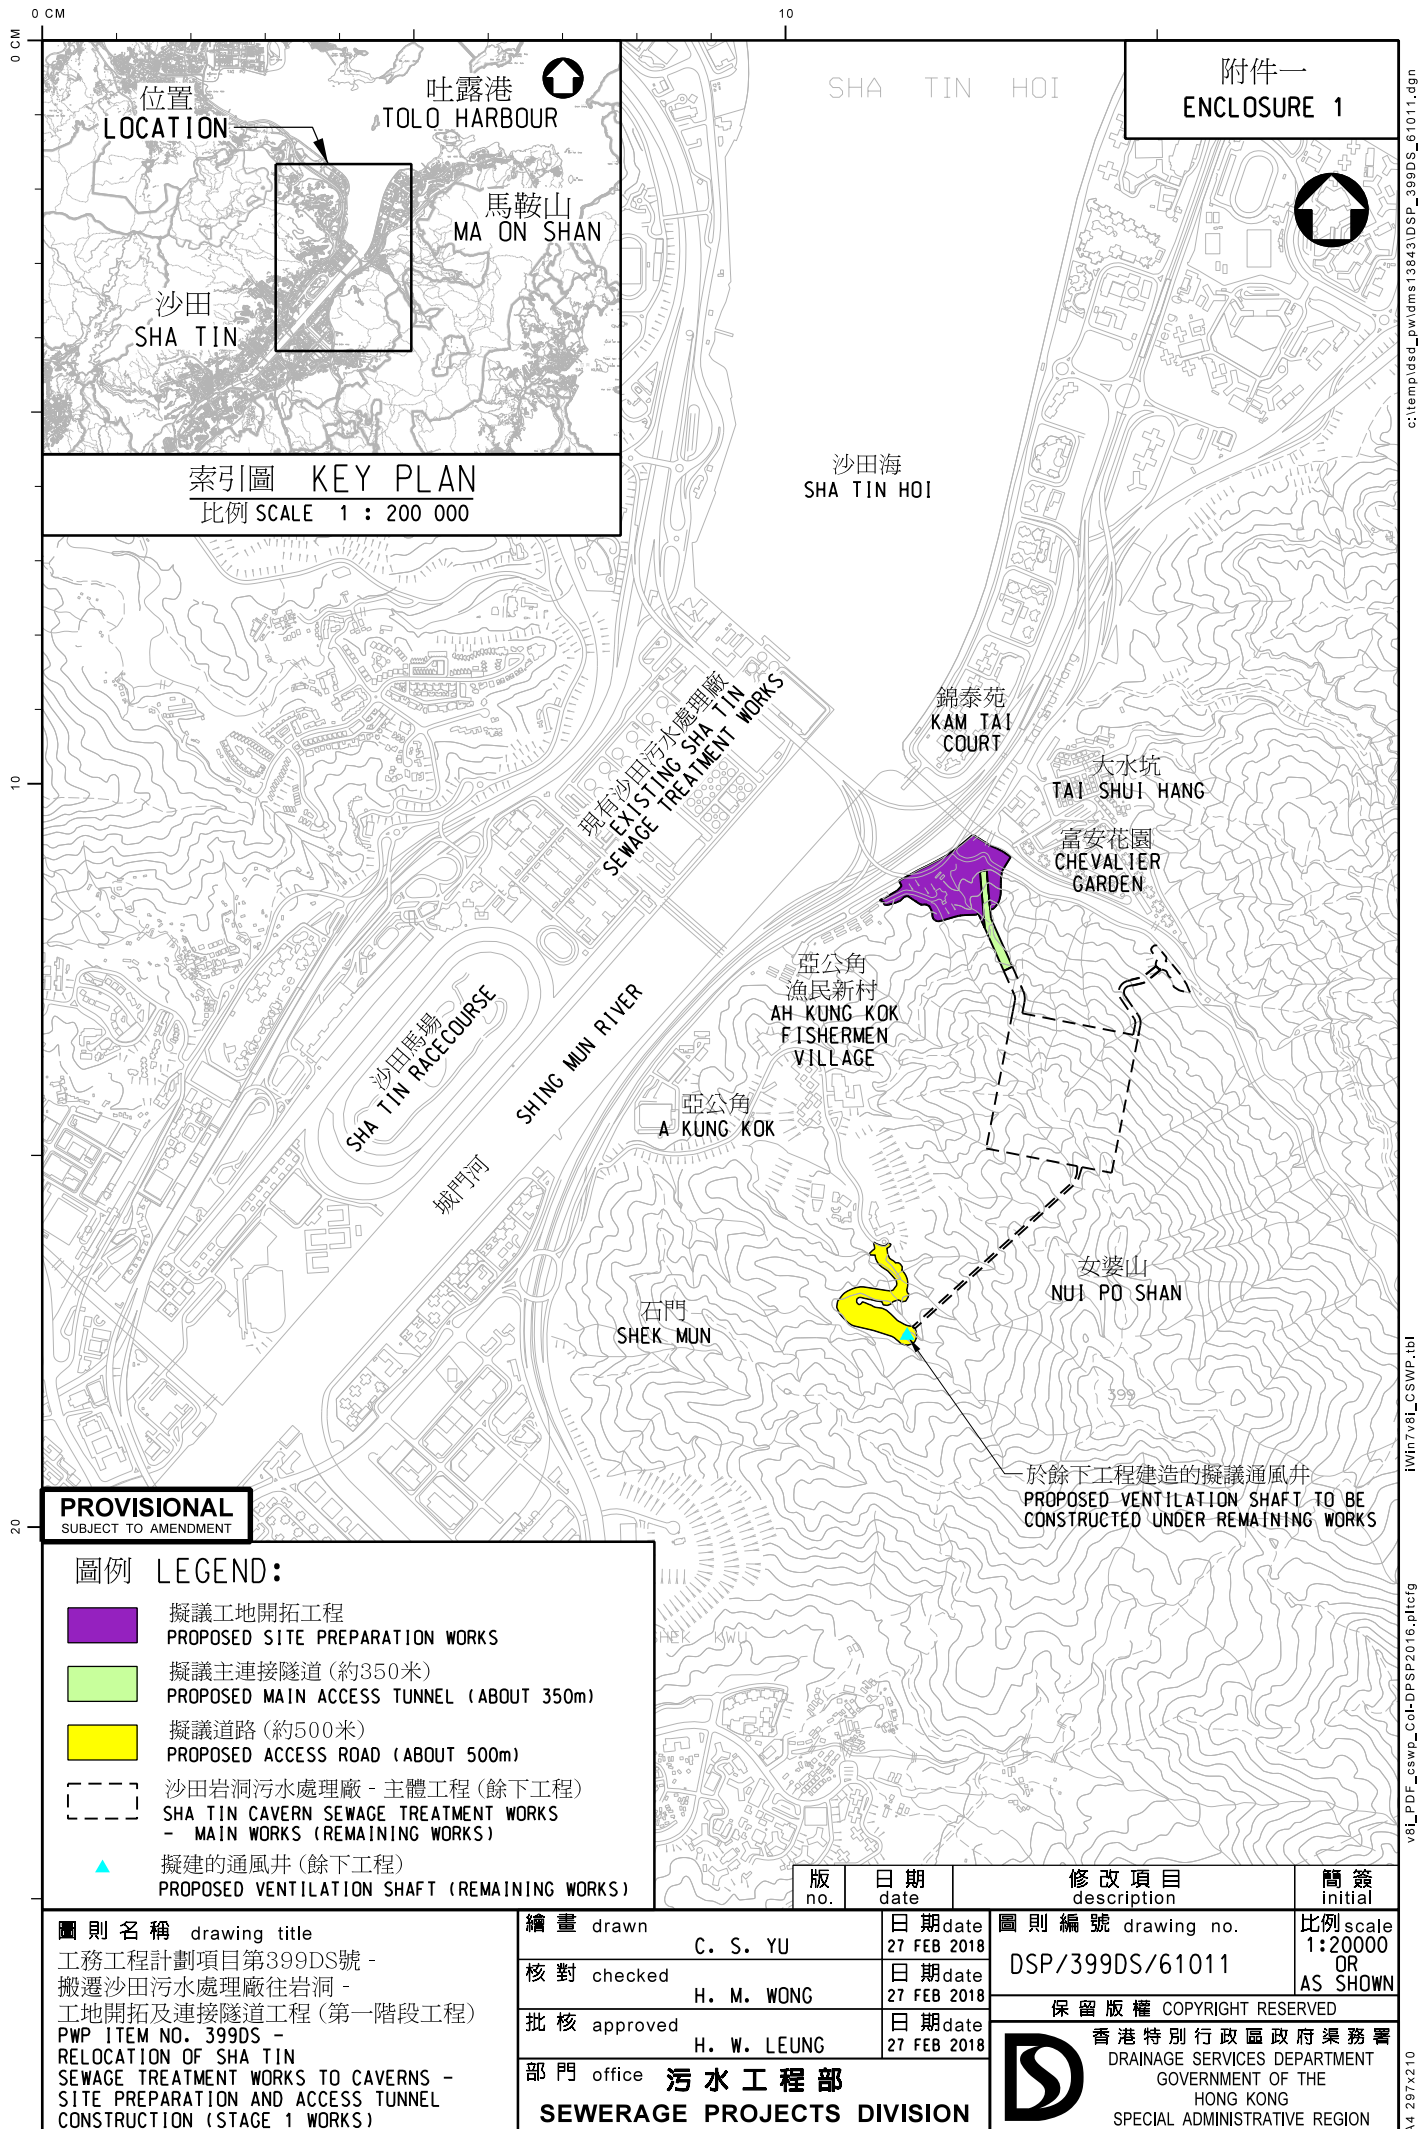 0 CM
10
0 CM
10
20
位置
LOCATION
吐露港
TOLO HARBOUR
馬鞍山
MA ON SHAN
沙田
SHA TIN
索引圖 KEY PLAN
比例 SCALE 1 : 200 000
SHA TIN HOI
附件一
ENCLOSURE 1
沙田海
SHA TIN HOI
現有沙田污水處理廠
EXISTING SHA TIN
SEWAGE TREATMENT WORKS
錦泰苑
KAM TAI
COURT
大水坑
TAI SHUI HANG
富安花園
CHEVALIER
GARDEN
亞公角
漁民新村
AH KUNG KOK
FISHERMEN
VILLAGE
沙田馬場
SHA TIN RACECOURSE
SHING MUN RIVER
城門河
亞公角
A KUNG KOK
石門
SHEK MUN
女婆山
NUI PO SHAN
399
於餘下工程建造的擬議通風井
PROPOSED VENTILATION SHAFT TO BE
CONSTRUCTED UNDER REMAINING WORKS
PROVISIONAL
SUBJECT TO AMENDMENT
圖例 LEGEND:
擬議工地開拓工程
PROPOSED SITE PREPARATION WORKS
擬議主連接隧道 (約350米)
PROPOSED MAIN ACCESS TUNNEL (ABOUT 350m)
擬議道路 (約500米)
PROPOSED ACCESS ROAD (ABOUT 500m)
沙田岩洞污水處理廠 - 主體工程 (餘下工程)
SHA TIN CAVERN SEWAGE TREATMENT WORKS
- MAIN WORKS (REMAINING WORKS)
擬建的通風井 (餘下工程)
PROPOSED VENTILATION SHAFT (REMAINING WORKS)
版 日期 修改項目 簡簽
no. date description initial
圖則名稱 drawing title
工務工程計劃項目第399DS號 -
搬遷沙田污水處理廠往岩洞 -
工地開拓及連接隧道工程 (第一階段工程)
PWP ITEM NO. 399DS -
RELOCATION OF SHA TIN
SEWAGE TREATMENT WORKS TO CAVERNS -
SITE PREPARATION AND ACCESS TUNNEL
CONSTRUCTION (STAGE 1 WORKS)
繪畫 drawn
C. S. YU
日期 date
27 FEB 2018
核對 checked
H. M. WONG
日期 date
27 FEB 2018
批核 approved
H. W. LEUNG
日期 date
27 FEB 2018
部門 office 污水工程部
SEWERAGE PROJECTS DIVISION
圖則編號 drawing no.
DSP/399DS/61011
比例 scale
1:20000
OR
AS SHOWN
保留版權 COPYRIGHT RESERVED
香港特別行政區政府渠務署
DRAINAGE SERVICES DEPARTMENT
GOVERNMENT OF THE
HONG KONG
SPECIAL ADMINISTRATIVE REGION
c:\temp\dsd_pw\dms13843\DSP_399DS_61011.dgn
iWin7v8i_CSWP.tbl
v8i_PDF_cswp_Col-DPSP2016.pltcfg
A4 297x210